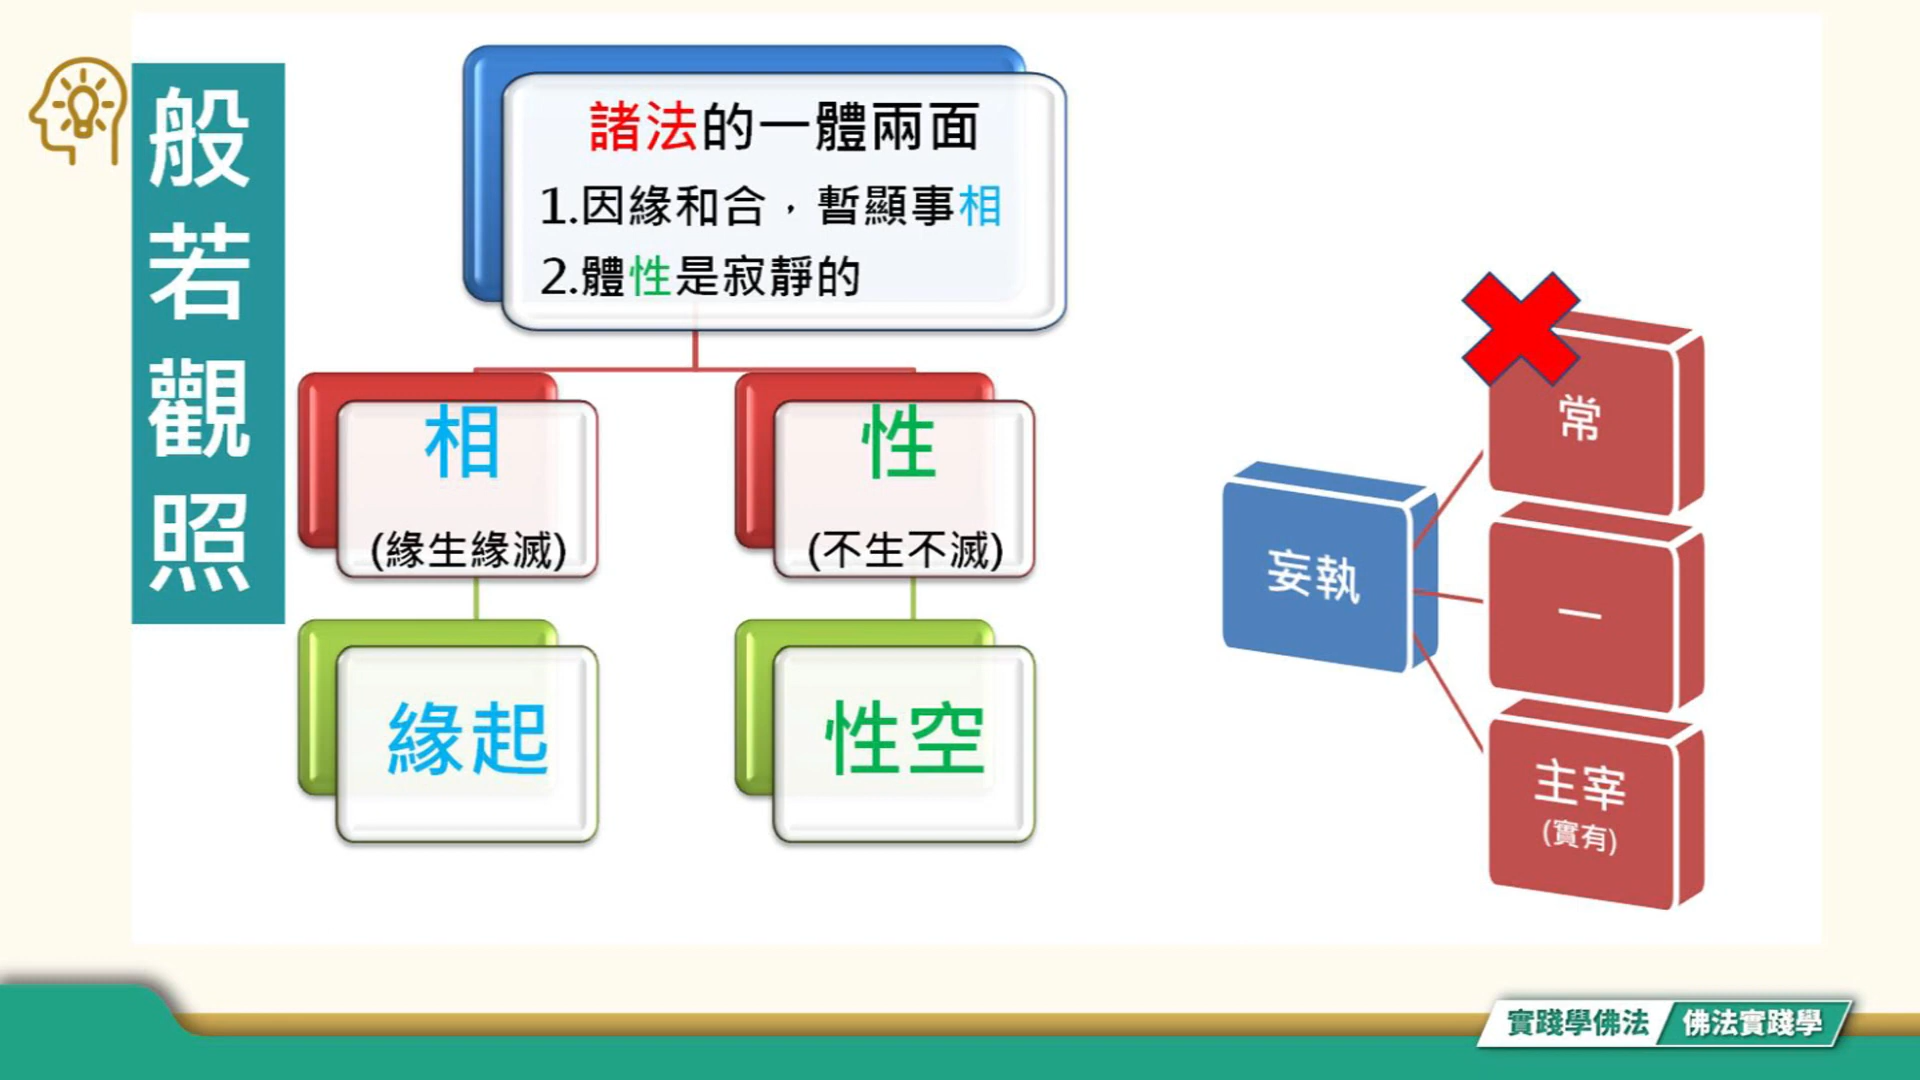 般若觀照
諸法的一體兩面
1.因緣和合，暫顯事相
2.體性是寂靜的
相
(緣生緣滅)
性
(不生不滅)
緣起
性空
妄執
常
一
主宰
(實有)
實踐學佛法
佛法實踐學